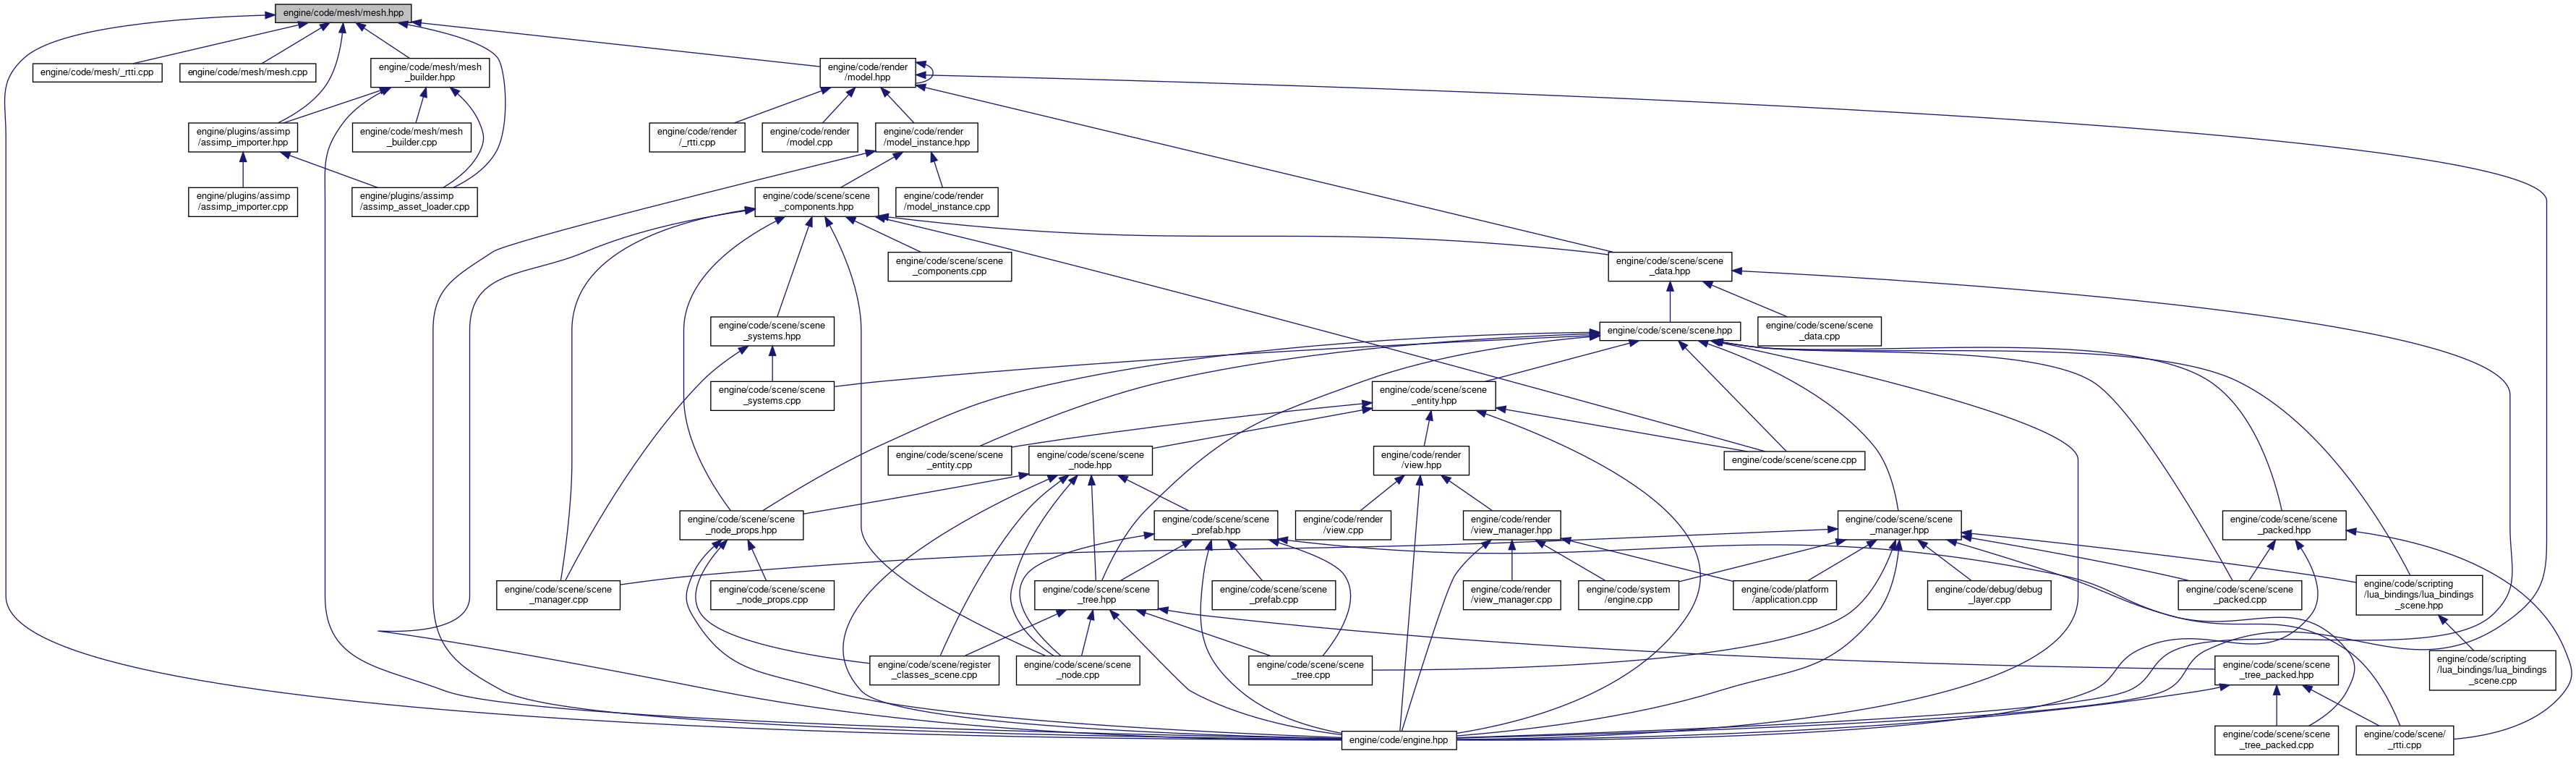 engine/code/mesh/mesh.hpp
engine/code/mesh/_rtti.cpp
engine/code/mesh/mesh.cpp
engine/code/mesh/mesh
_builder.hpp
engine/code/render
/model.hpp
engine/plugins/assimp
/assimp_importer.hpp
engine/code/mesh/mesh
_builder.cpp
engine/code/render
/_rtti.cpp
engine/code/render
/model.cpp
engine/code/render
/model_instance.hpp
engine/plugins/assimp
/assimp_importer.cpp
engine/plugins/assimp
/assimp_asset_loader.cpp
engine/code/scene/scene
_components.hpp
engine/code/render
/model_instance.cpp
engine/code/scene/scene
_components.cpp
engine/code/scene/scene
_data.hpp
engine/code/scene/scene
_systems.hpp
engine/code/scene/scene.hpp
engine/code/scene/scene
_data.cpp
engine/code/scene/scene
_systems.cpp
engine/code/scene/scene
_entity.hpp
engine/code/scene/scene
_entity.cpp
engine/code/scene/scene
_node.hpp
engine/code/render
/view.hpp
engine/code/scene/scene.cpp
engine/code/scene/scene
_node_props.hpp
engine/code/scene/scene
_prefab.hpp
engine/code/render
/view.cpp
engine/code/render
/view_manager.hpp
engine/code/scene/scene
_manager.hpp
engine/code/scene/scene
_packed.hpp
engine/code/scene/scene
_manager.cpp
engine/code/scene/scene
_node_props.cpp
engine/code/scene/scene
_tree.hpp
engine/code/scene/scene
_prefab.cpp
engine/code/render
/view_manager.cpp
engine/code/system
/engine.cpp
engine/code/platform
/application.cpp
engine/code/debug/debug
_layer.cpp
engine/code/scene/scene
_packed.cpp
engine/code/scripting
/lua_bindings/lua_bindings
_scene.hpp
engine/code/scene/register
_classes_scene.cpp
engine/code/scene/scene
_node.cpp
engine/code/scene/scene
_tree.cpp
engine/code/scene/scene
_tree_packed.hpp
engine/code/scripting
/lua_bindings/lua_bindings
_scene.cpp
engine/code/engine.hpp
engine/code/scene/scene
_tree_packed.cpp
engine/code/scene/
_rtti.cpp